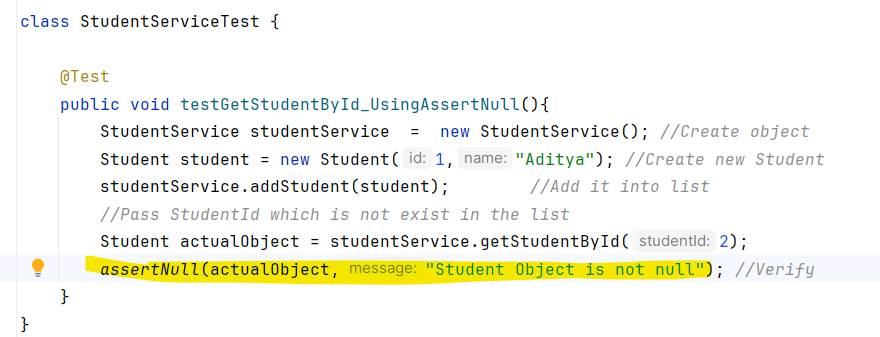 class StudentServiceTest {
@Test
public void testGetStudentById_UsingAssertNull(){
StudentService studentService  =  new StudentService(); //Create object
Student student = new Student( id: 1, name: "Aditya"); //Create new Student
studentService.addStudent(student);        //Add it into list
//Pass StudentId which is not exist in the list
Student actualObject = studentService.getStudentById( studentId: 2);
assertNull(actualObject, message: "Student Object is not null"); //Verify
}
}